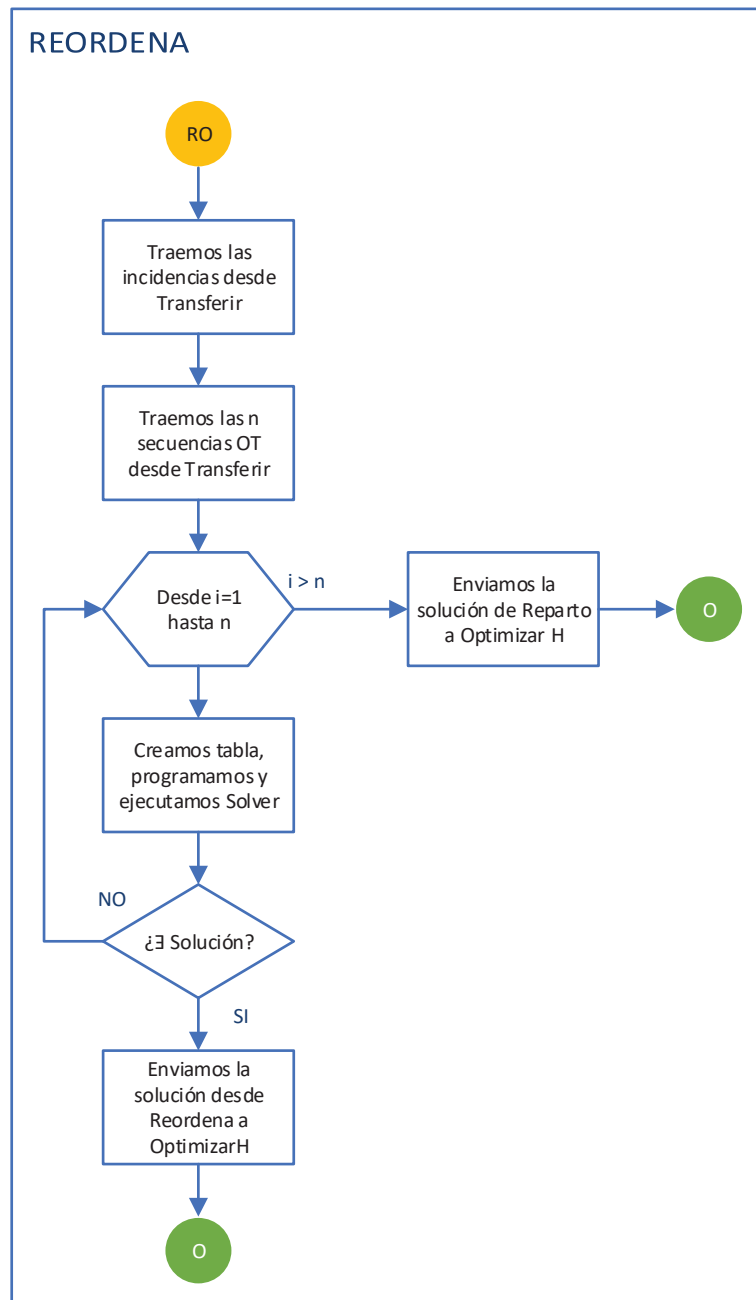 REORDENA
RO
Traemos las
incidencias desde
Transferir
Traemos las n
secuencias OT
desde Transferir
Desde i=1
hasta n
i > n
Enviamos la
solución de Reparto
a Optimizar H
O
Creamos tabla,
programamos y
ejecutamos Solver
NO
¿∃ Solución?
SI
Enviamos la
solución desde
Reordena a
OptimizarH
O